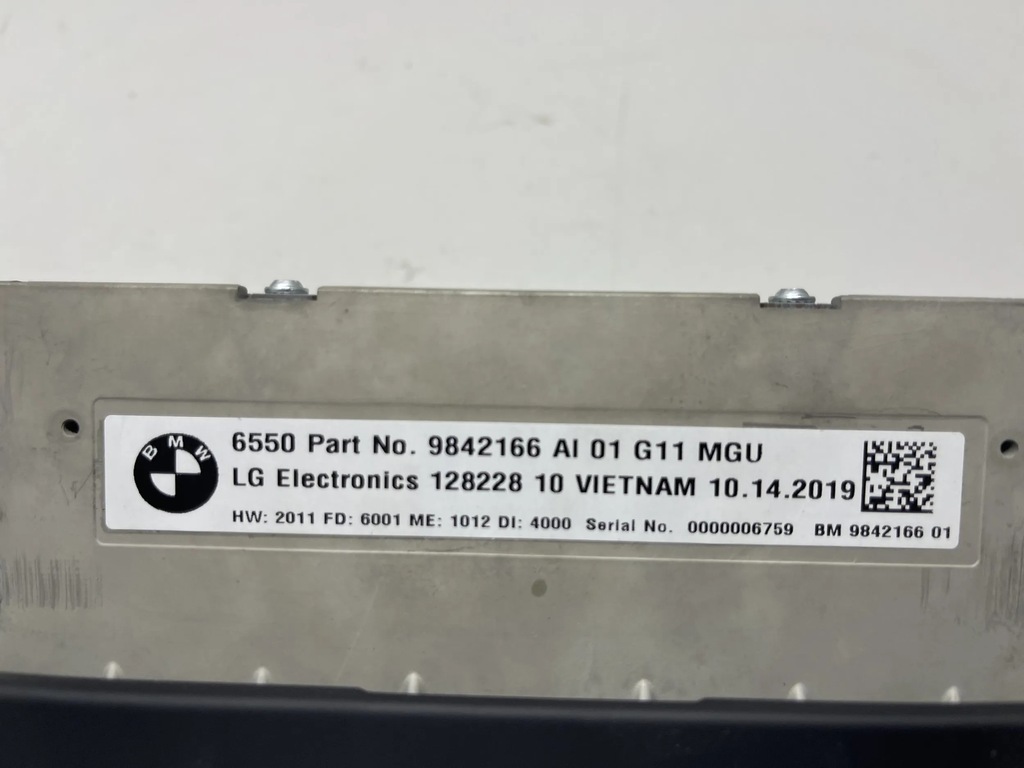 BMW
6550 Part No. 9842166 AI 01 G11 MGU
LG Electronics 128228 10 VIETNAM 10.14.2019
HW: 2011 FD: 6001 ME: 1012 DI: 4000 Serial No. 0000006759 BM 9842166 01